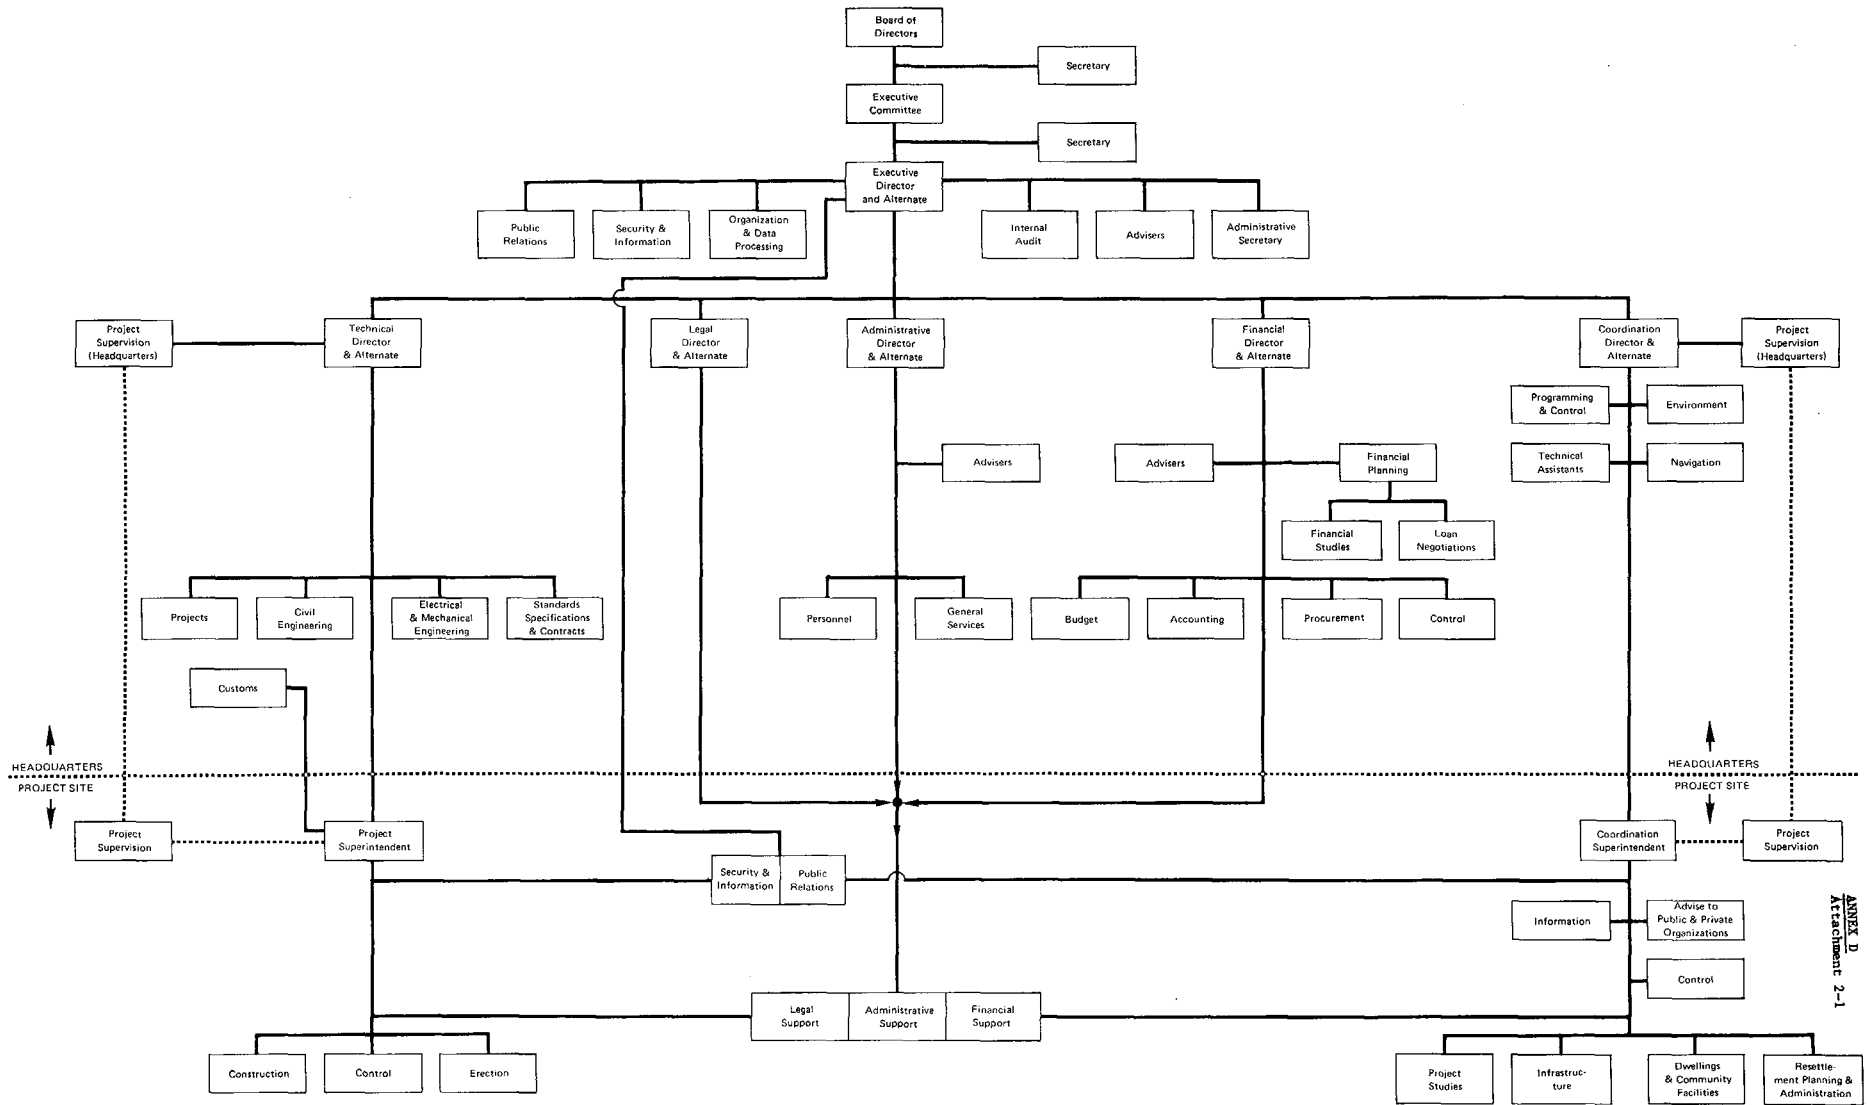 Board of
Directors
Secretary
Executive
Committee
Secretary
Executive
Director
and Alternate
Public
Relations
Security &
Information
Organization
& Data
Processing
Internal
Audit
Advisers
Administrative
Secretary
Project
Supervision
(Headquarters)
Technical
Director
& Alternate
Legal
Director
& Alternate
Administrative
Director
& Alternate
Financial
Director
& Alternate
Coordination
Director &
Alternate
Project
Supervision
(Headquarters)
Programming
& Control
Environment
Advisers
Advisers
Financial
Planning
Technical
Assistants
Navigation
Financial
Studies
Loan
Negotiations
Projects
Civil
Engineering
Electrical
& Mechanical
Engineering
Standards
Specifications
& Contracts
Personnel
General
Services
Budget
Accounting
Procurement
Control
Customs
HEADQUARTERS
PROJECT SITE
HEADQUARTERS
PROJECT SITE
Project
Supervision
Project
Superintendent
Coordination
Superintendent
Project
Supervision
Security &
Information
Public
Relations
Information
Advise to
Public & Private
Organizations
ANNEX D
Attachment 2-1
Control
Legal
Support
Administrative
Support
Financial
Support
Construction
Control
Erection
Project
Studies
Infrastruc-
ture
Dwellings
& Community
Facilities
Resettle-
ment Planning &
Administration